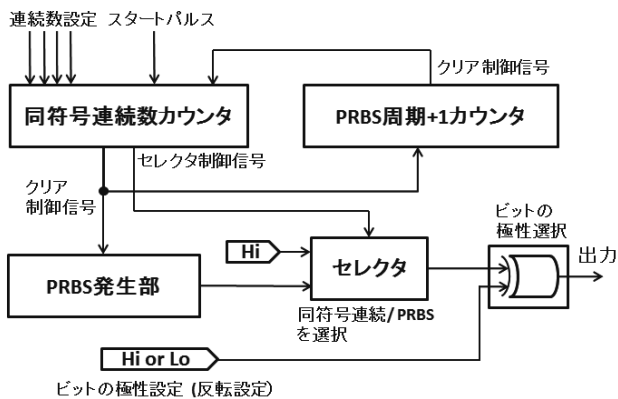 連続数設定 スタートパルス
クリア制御信号
同符号連続数カウンタ
PRBS周期+1カウンタ
セレクタ制御信号
クリア
制御信号
ビットの
極性選択
Hi
セレクタ
出力
PRBS発生部
同符号連続/PRBS
を選択
Hi or Lo
ビットの極性設定 (反転設定)